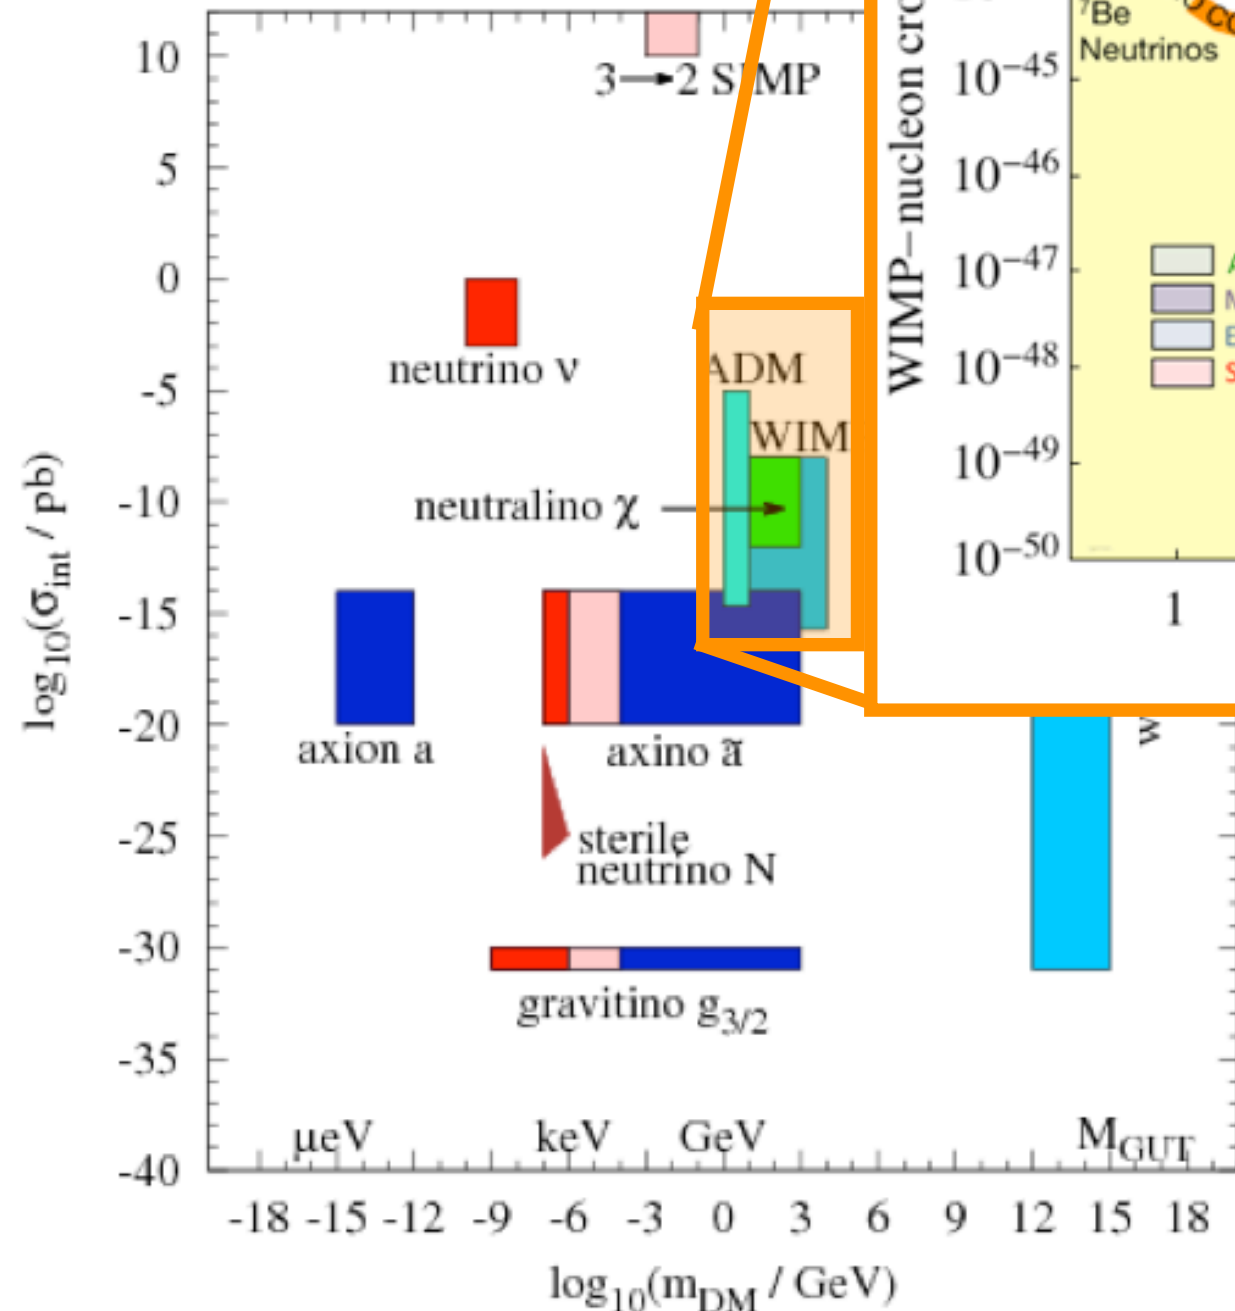 10
5
0
-5
-10
-15
-20
-25
-30
-35
-40
log10(σint / pb)
3 2 SIMP
neutrino ν
ADM
WIM
neutralino χ
axion a
axino ã
sterile
neutrino N
gravitino g3/2
μeV keV GeV MGUT
-18 -15 -12 -9 -6 -3 0 3 6 9 12 15 18
log10(mDM / GeV)
WIMP–nucleon cro
7Be
Neutrinos
10−45
10−46
10−47
10−48
10−49
10−50
1
w